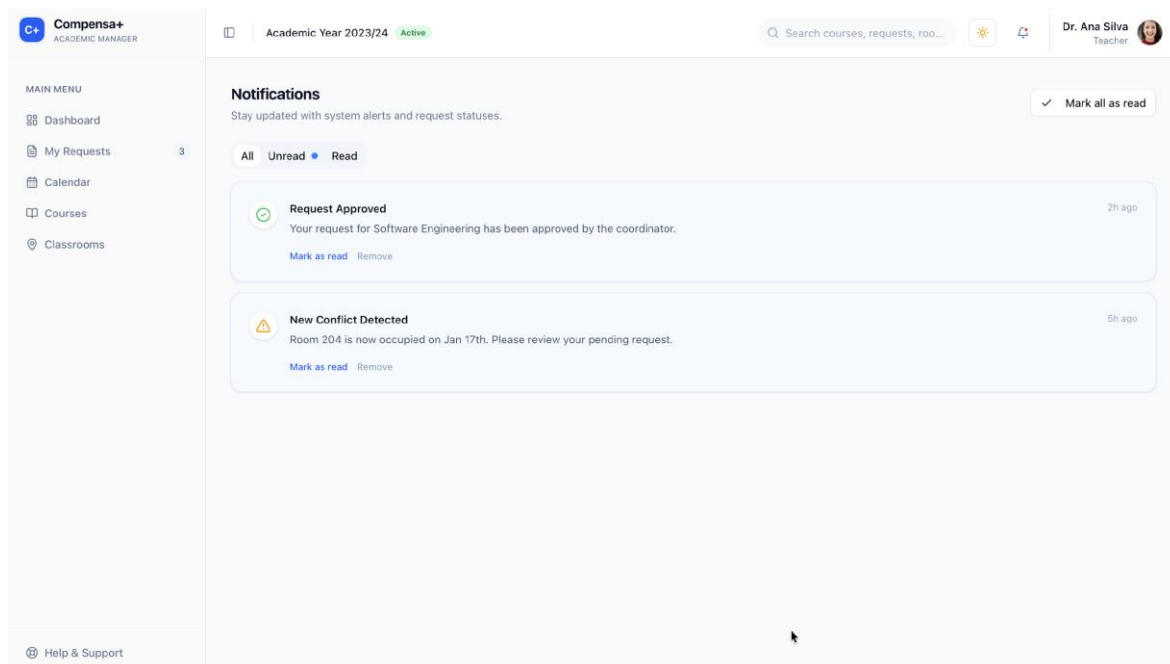 C+
Compensa+
ACADEMIC MANAGER
MAIN MENU
Dashboard
My Requests 3
Calendar
Courses
Classrooms
Help & Support
Academic Year 2023/24 Active
Search courses, requests, roo...
Dr. Ana Silva
Teacher
Notifications
Stay updated with system alerts and request statuses.
Mark all as read
All Unread Read
Request Approved 2h ago
Your request for Software Engineering has been approved by the coordinator.
Mark as read Remove
New Conflict Detected 5h ago
Room 204 is now occupied on Jan 17th. Please review your pending request.
Mark as read Remove